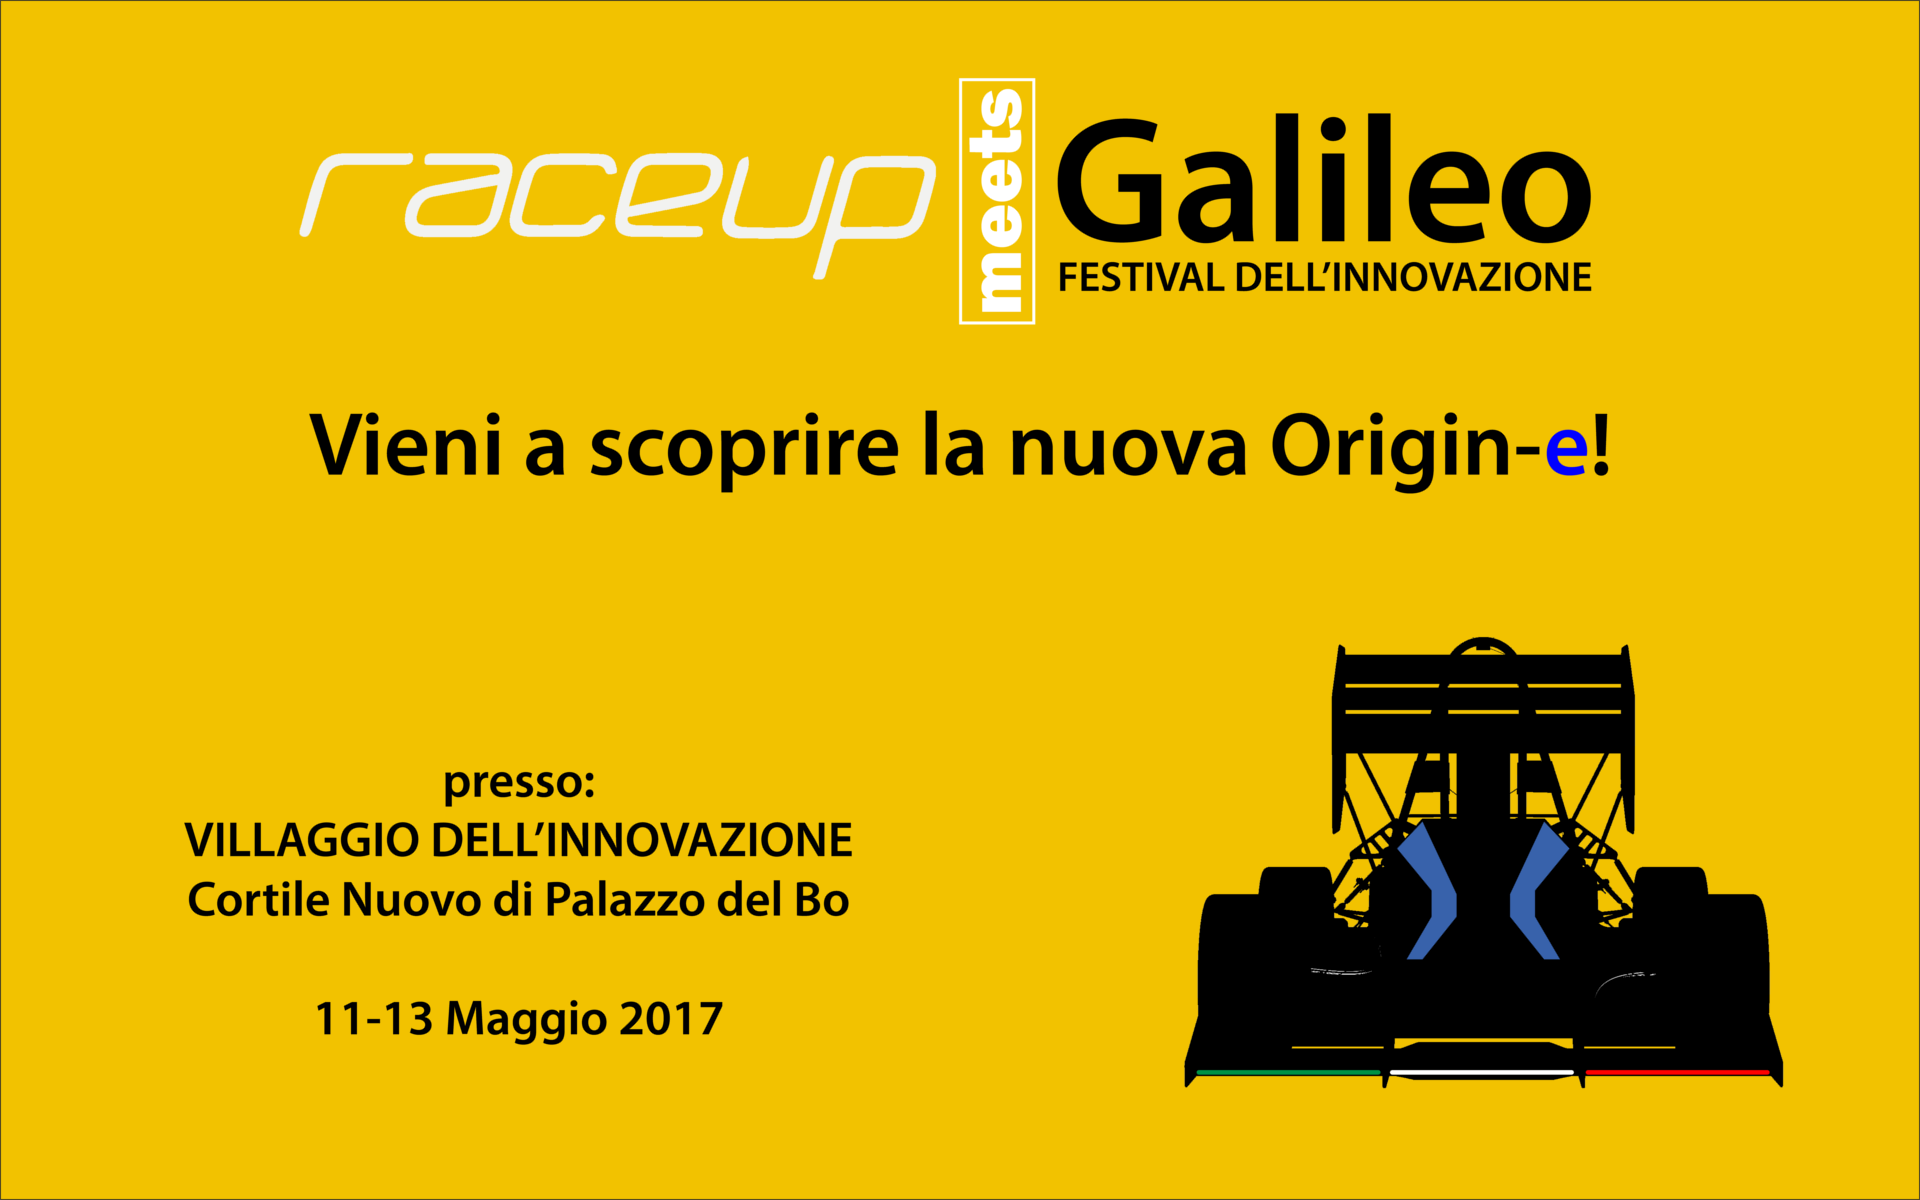 raceup meets Galileo
FESTIVAL DELL'INNOVAZIONE
Vieni a scoprire la nuova Origin-e!
presso:
VILLAGGIO DELL'INNOVAZIONE
Cortile Nuovo di Palazzo del Bo
11-13 Maggio 2017